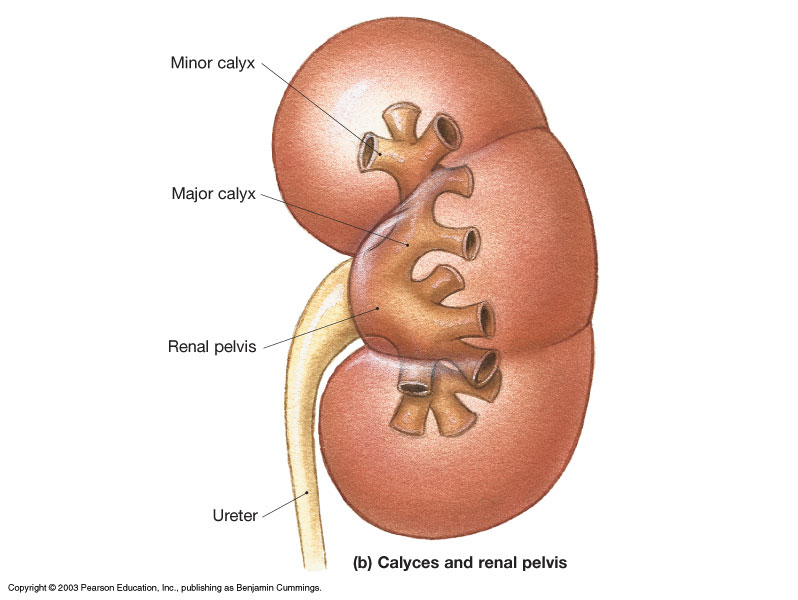 Minor calyx
Major calyx
Renal pelvis
Ureter
(b) Calyces and renal pelvis
Copyright © 2003 Pearson Education, Inc., publishing as Benjamin Cummings.